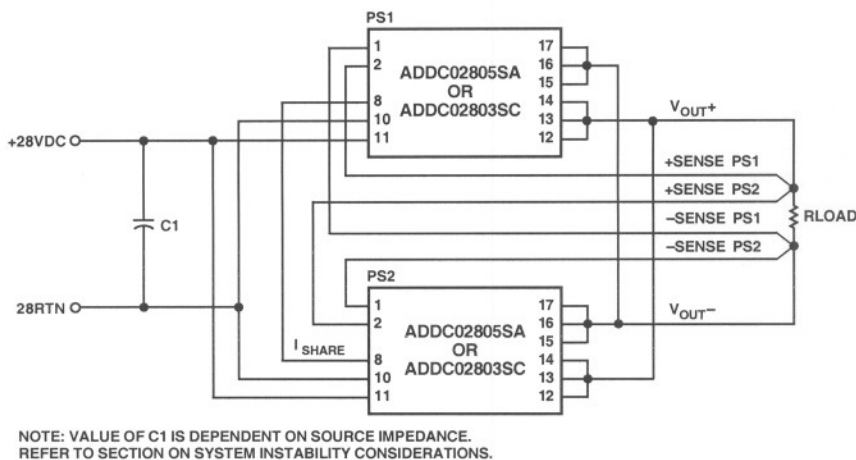 PS1
1
2
8
10
11
ADDC02805SA
OR
ADDC02803SC
17
16
15
14
13
12
+28VDC
C1
28RTN
VOUT+
+SENSE PS1
+SENSE PS2
−SENSE PS1
−SENSE PS2
RLOAD
VOUT−
ISHARE
PS2
1
2
8
10
11
ADDC02805SA
OR
ADDC02803SC
17
16
15
14
13
12
NOTE: VALUE OF C1 IS DEPENDENT ON SOURCE IMPEDANCE.
REFER TO SECTION ON SYSTEM INSTABILITY CONSIDERATIONS.